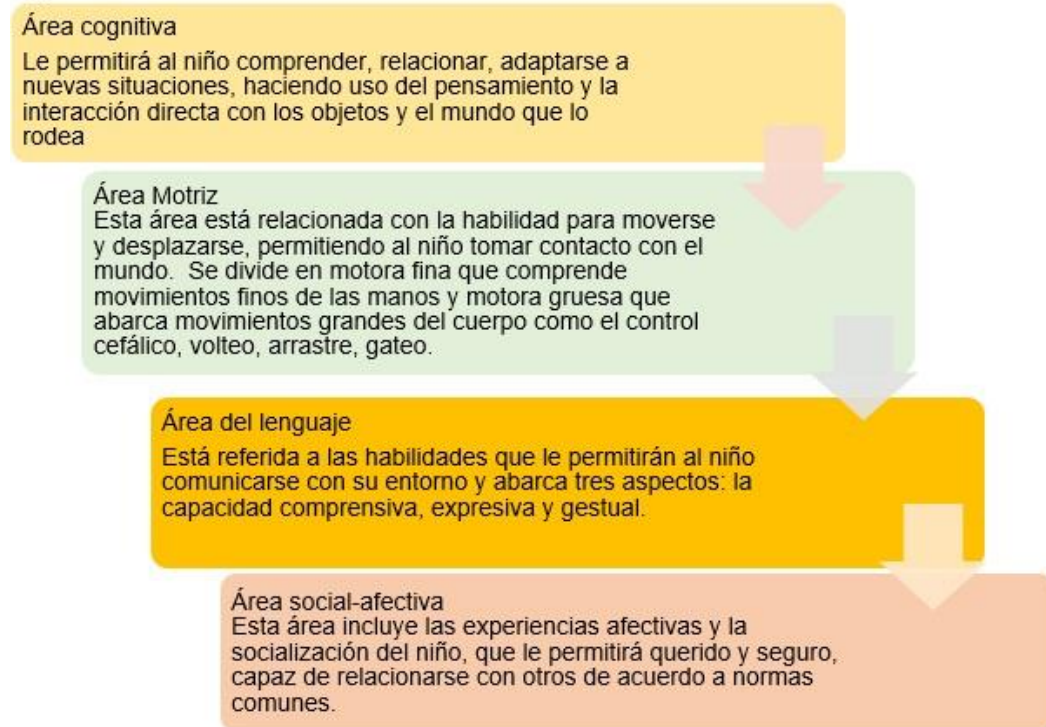 Área cognitiva
Le permitirá al niño comprender, relacionar, adaptarse a
nuevas situaciones, haciendo uso del pensamiento y la
interacción directa con los objetos y el mundo que lo
rodea
Área Motriz
Esta área está relacionada con la habilidad para moverse
y desplazarse, permitiendo al niño tomar contacto con el
mundo.  Se divide en motora fina que comprende
movimientos finos de las manos y motora gruesa que
abarca movimientos grandes del cuerpo como el control
cefálico, volteo, arrastre, gateo.
Área del lenguaje
Está referida a las habilidades que le permitirán al niño
comunicarse con su entorno y abarca tres aspectos: la
capacidad comprensiva, expresiva y gestual.
Área social-afectiva
Esta área incluye las experiencias afectivas y la
socialización del niño, que le permitirá querido y seguro,
capaz de relacionarse con otros de acuerdo a normas
comunes.